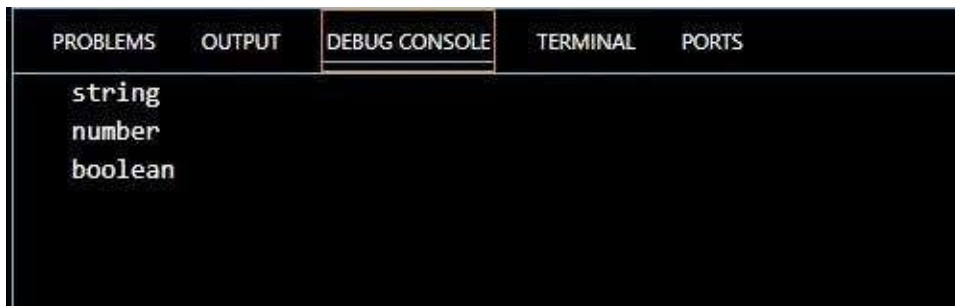 PROBLEMS OUTPUT DEBUG CONSOLE TERMINAL PORTS
string
number
boolean